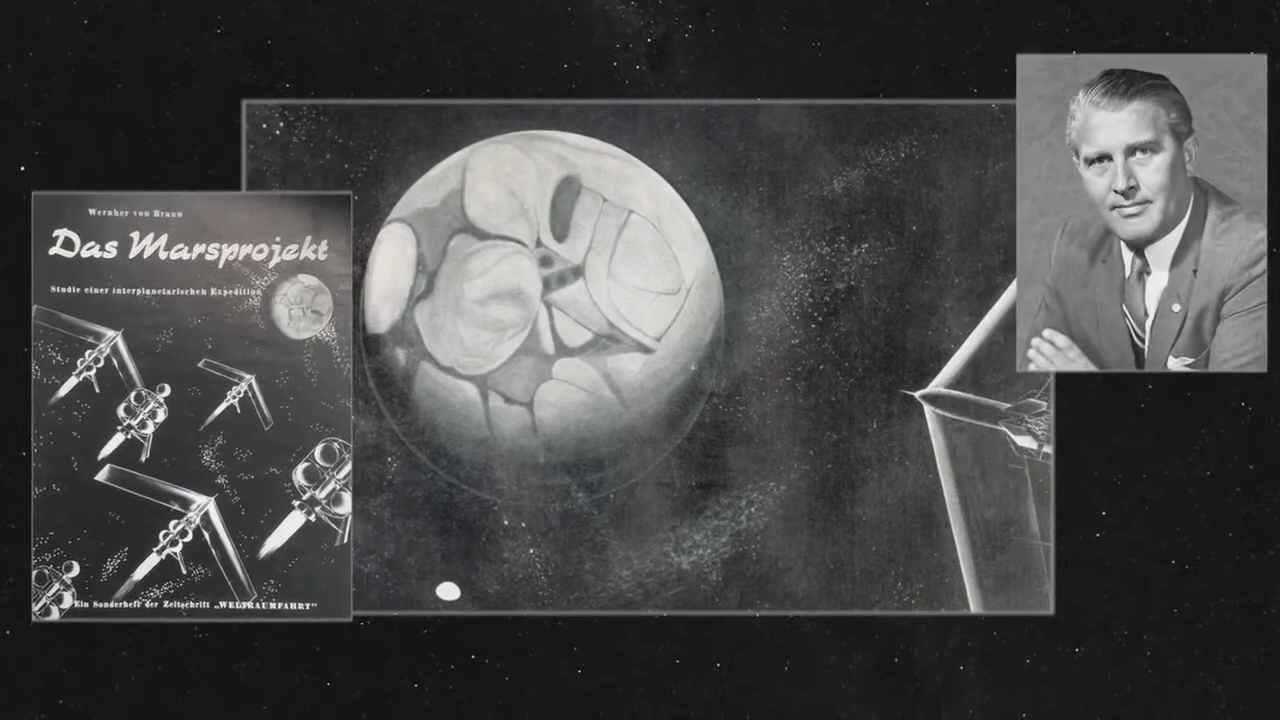 Wernher von Braun
Das Marsprojekt
Studie einer interplanetarischen Expedition
Ein Sonderheft der Zeitschrift „WELTRAUMFAHRT"